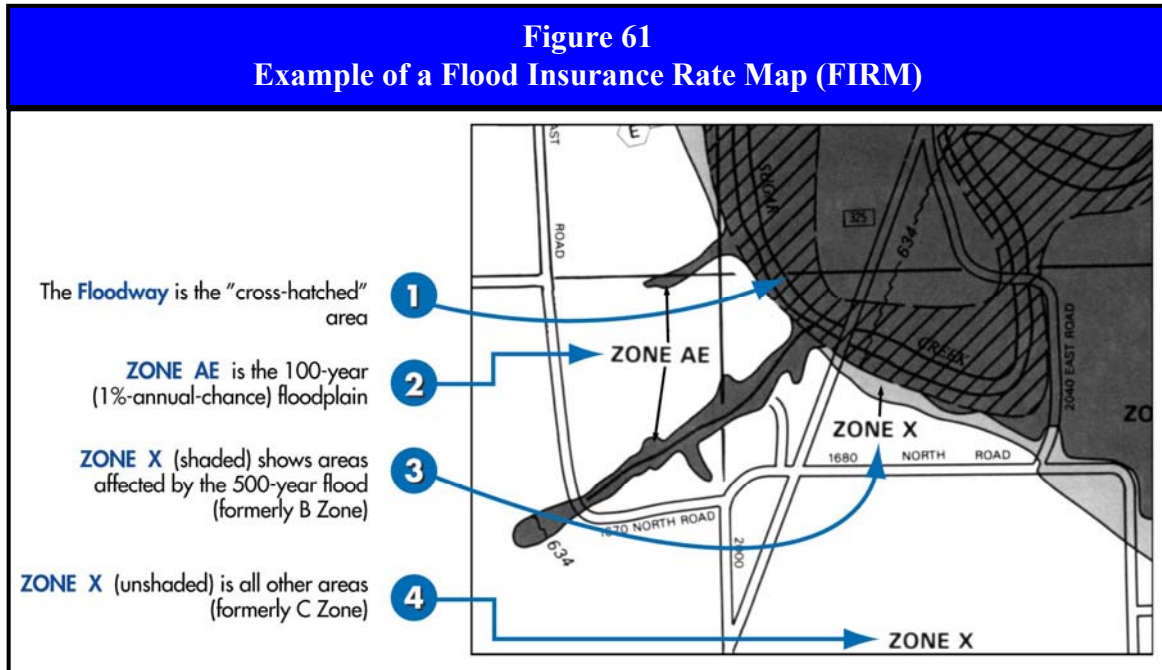 Figure 61
Example of a Flood Insurance Rate Map (FIRM)
The Floodway is the "cross-hatched"
area
1
ZONE AE is the 100-year
(1%-annual-chance) floodplain
2
ZONE X (shaded) shows areas
affected by the 500-year flood
(formerly B Zone)
3
ZONE X (unshaded) is all other areas
(formerly C Zone)
4
AST
ROAD
E
SUGAR
325
634
ZONE AE
CREEK
2040 EAST ROAD
ZO
ZONE X
1680 NORTH ROAD
1670 NORTH ROAD
634
2000
ZONE X